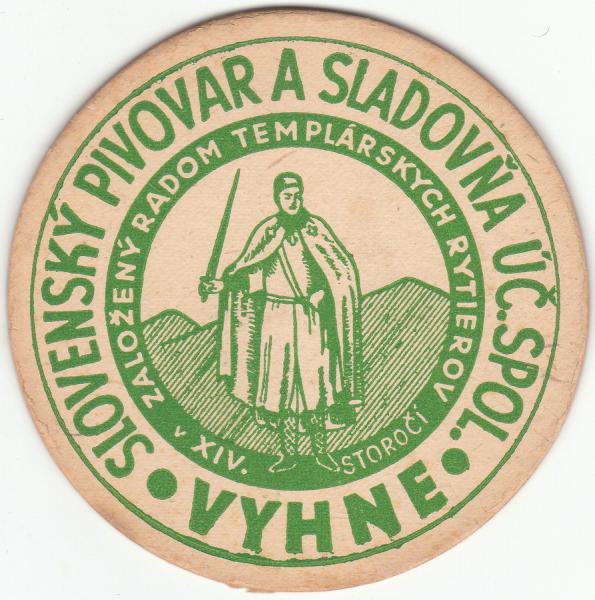 SLOVENSKÝ PIVOVAR A SLADOVŇA ÚČ. SPOL.
VYHNE
ZALOŽENÝ RADOM TEMPLÁRSKYCH RYTIEROV
v XIV. STOROČÍ